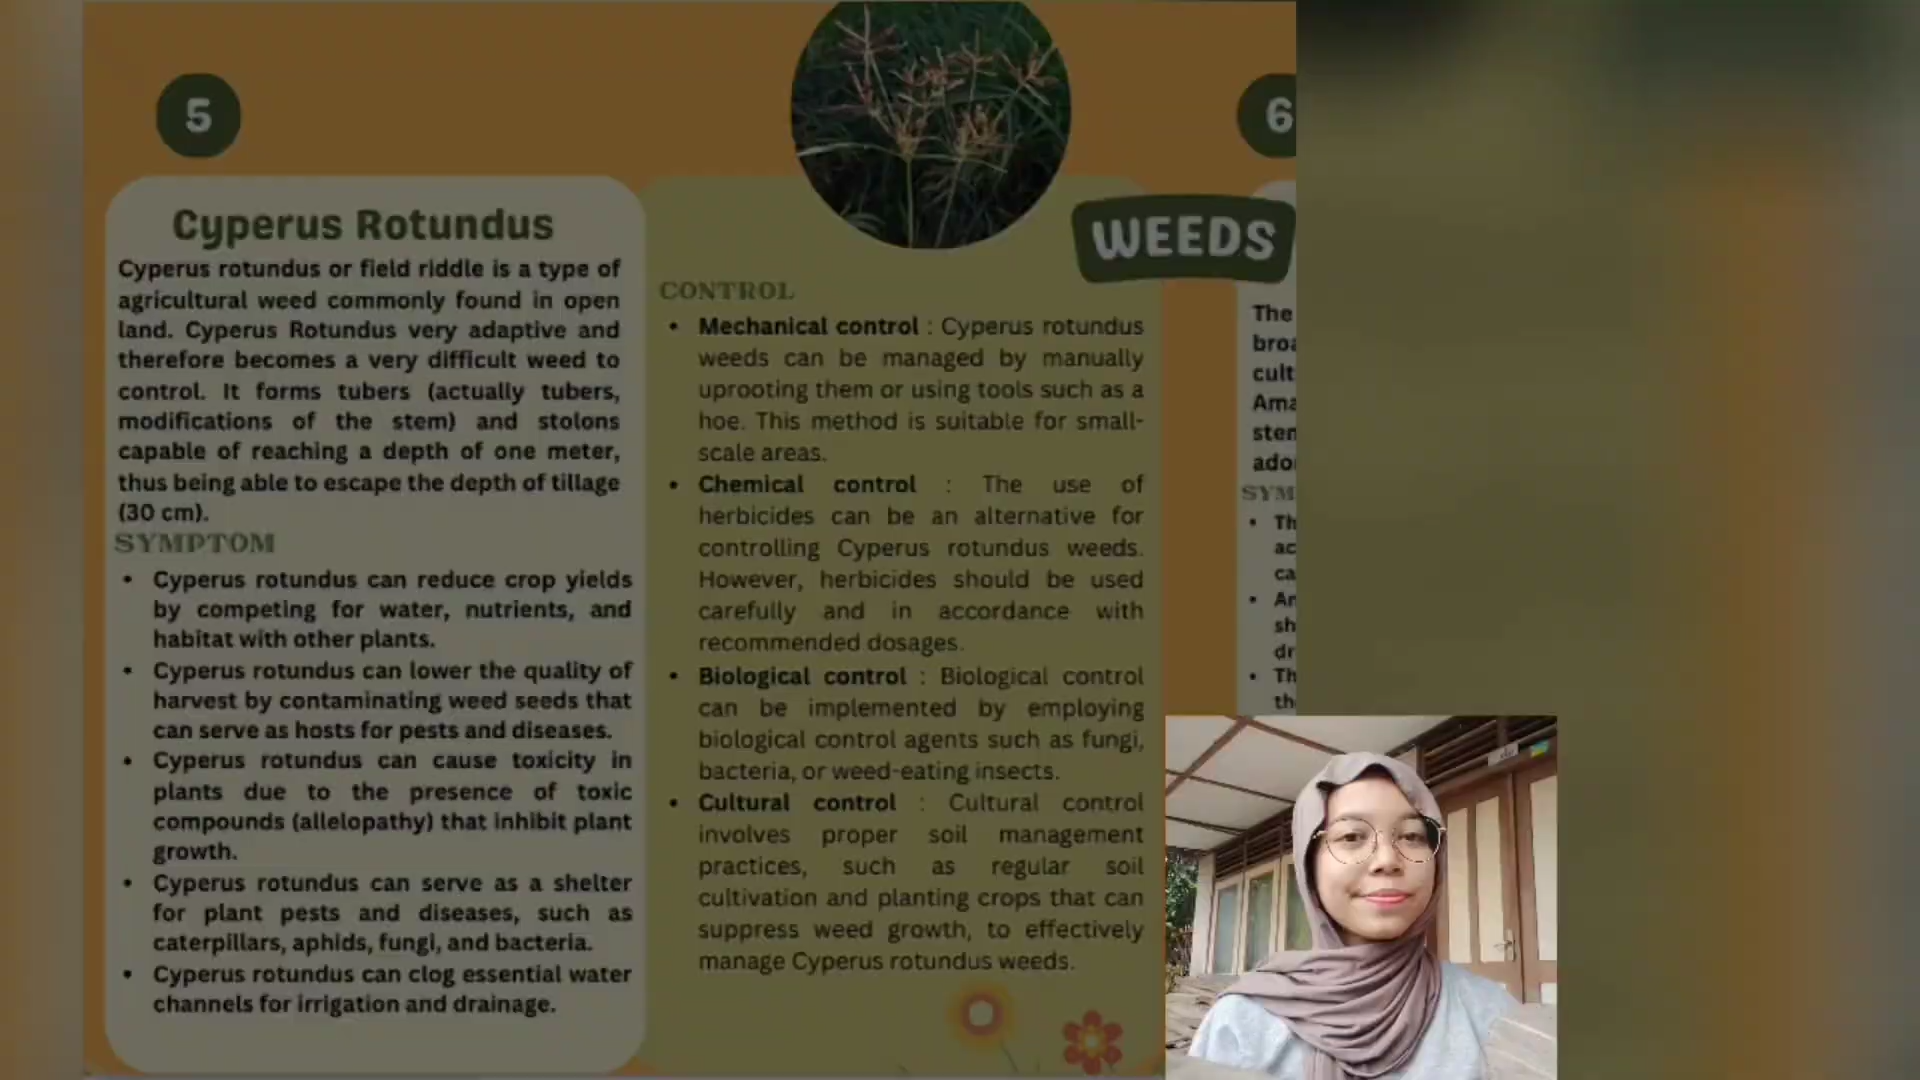 5
Cyperus Rotundus
Cyperus rotundus or field riddle is a type of
agricultural weed commonly found in open
land. Cyperus Rotundus very adaptive and
therefore becomes a very difficult weed to
control. It forms tubers (actually tubers,
modifications of the stem) and stolons
capable of reaching a depth of one meter,
thus being able to escape the depth of tillage
(30 cm).
SYMPTOM
• Cyperus rotundus can reduce crop yields
by competing for water, nutrients, and
habitat with other plants.
• Cyperus rotundus can lower the quality of
harvest by contaminating weed seeds that
can serve as hosts for pests and diseases.
• Cyperus rotundus can cause toxicity in
plants due to the presence of toxic
compounds (allelopathy) that inhibit plant
growth.
• Cyperus rotundus can serve as a shelter
for plant pests and diseases, such as
caterpillars, aphids, fungi, and bacteria.
• Cyperus rotundus can clog essential water
channels for irrigation and drainage.
WEEDS
CONTROL
• Mechanical control : Cyperus rotundus
weeds can be managed by manually
uprooting them or using tools such as a
hoe. This method is suitable for small-
scale areas.
• Chemical control : The use of
herbicides can be an alternative for
controlling Cyperus rotundus weeds.
However, herbicides should be used
carefully and in accordance with
recommended dosages.
• Biological control : Biological control
can be implemented by employing
biological control agents such as fungi,
bacteria, or weed-eating insects.
• Cultural control : Cultural control
involves proper soil management
practices, such as regular soil
cultivation and planting crops that can
suppress weed growth, to effectively
manage Cyperus rotundus weeds.
6
The